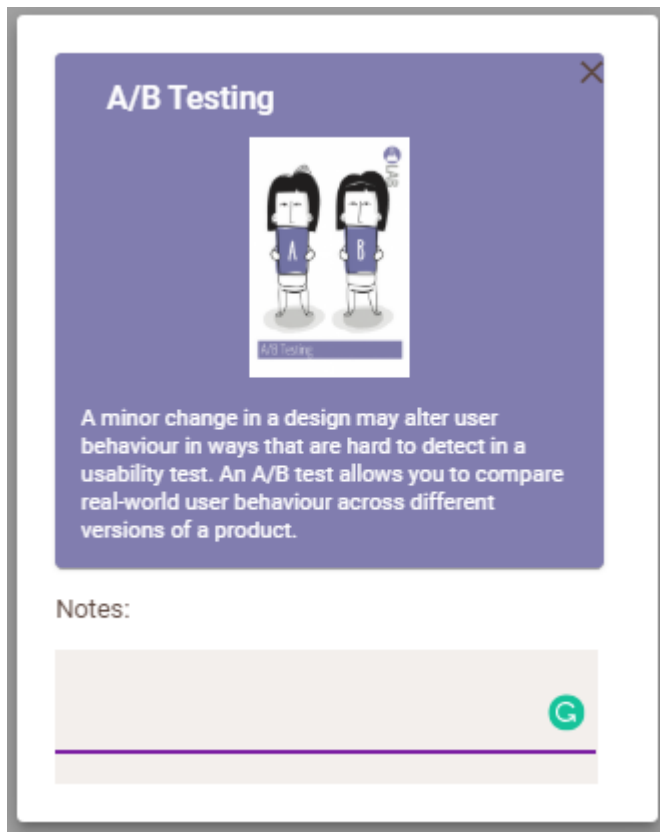 A/B Testing
LAB
A
B
A/B Testing
A minor change in a design may alter user
behaviour in ways that are hard to detect in a
usability test. An A/B test allows you to compare
real-world user behaviour across different
versions of a product.
Notes: